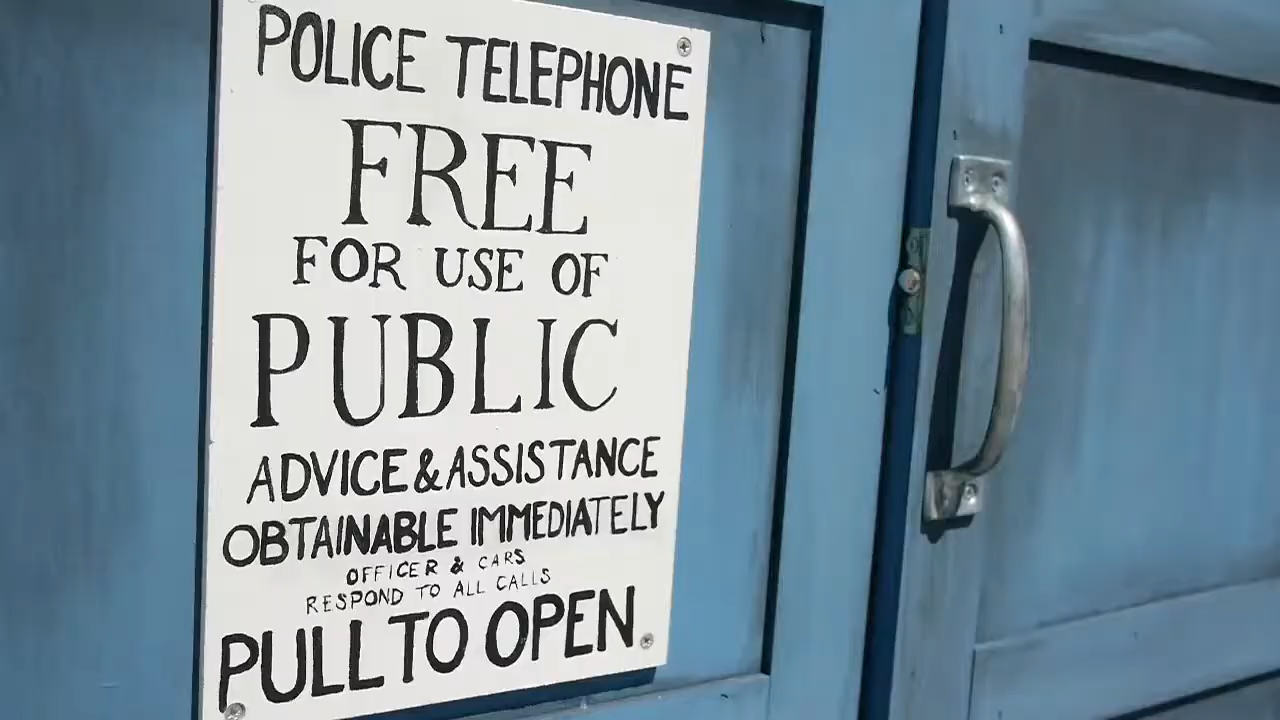 POLICE TELEPHONE
FREE
FOR USE OF
PUBLIC
ADVICE & ASSISTANCE
OBTAINABLE IMMEDIATELY
OFFICER & CARS
RESPOND TO ALL CALLS
PULL TO OPEN